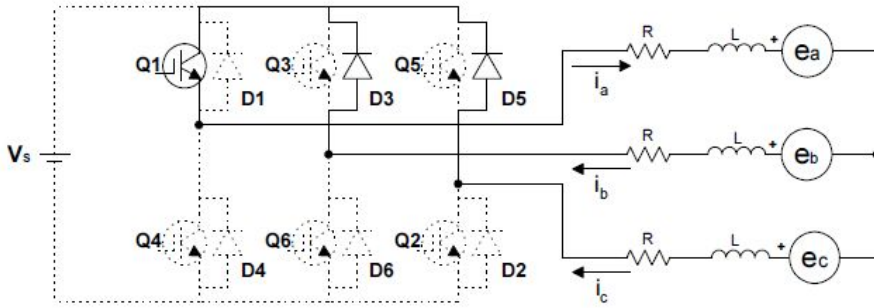 Q1 D1 Q3 D3 Q5 D5
R L + ea
ia
Vs
R L + eb
ib
Q4 D4 Q6 D6 Q2 D2
R L + ec
ic